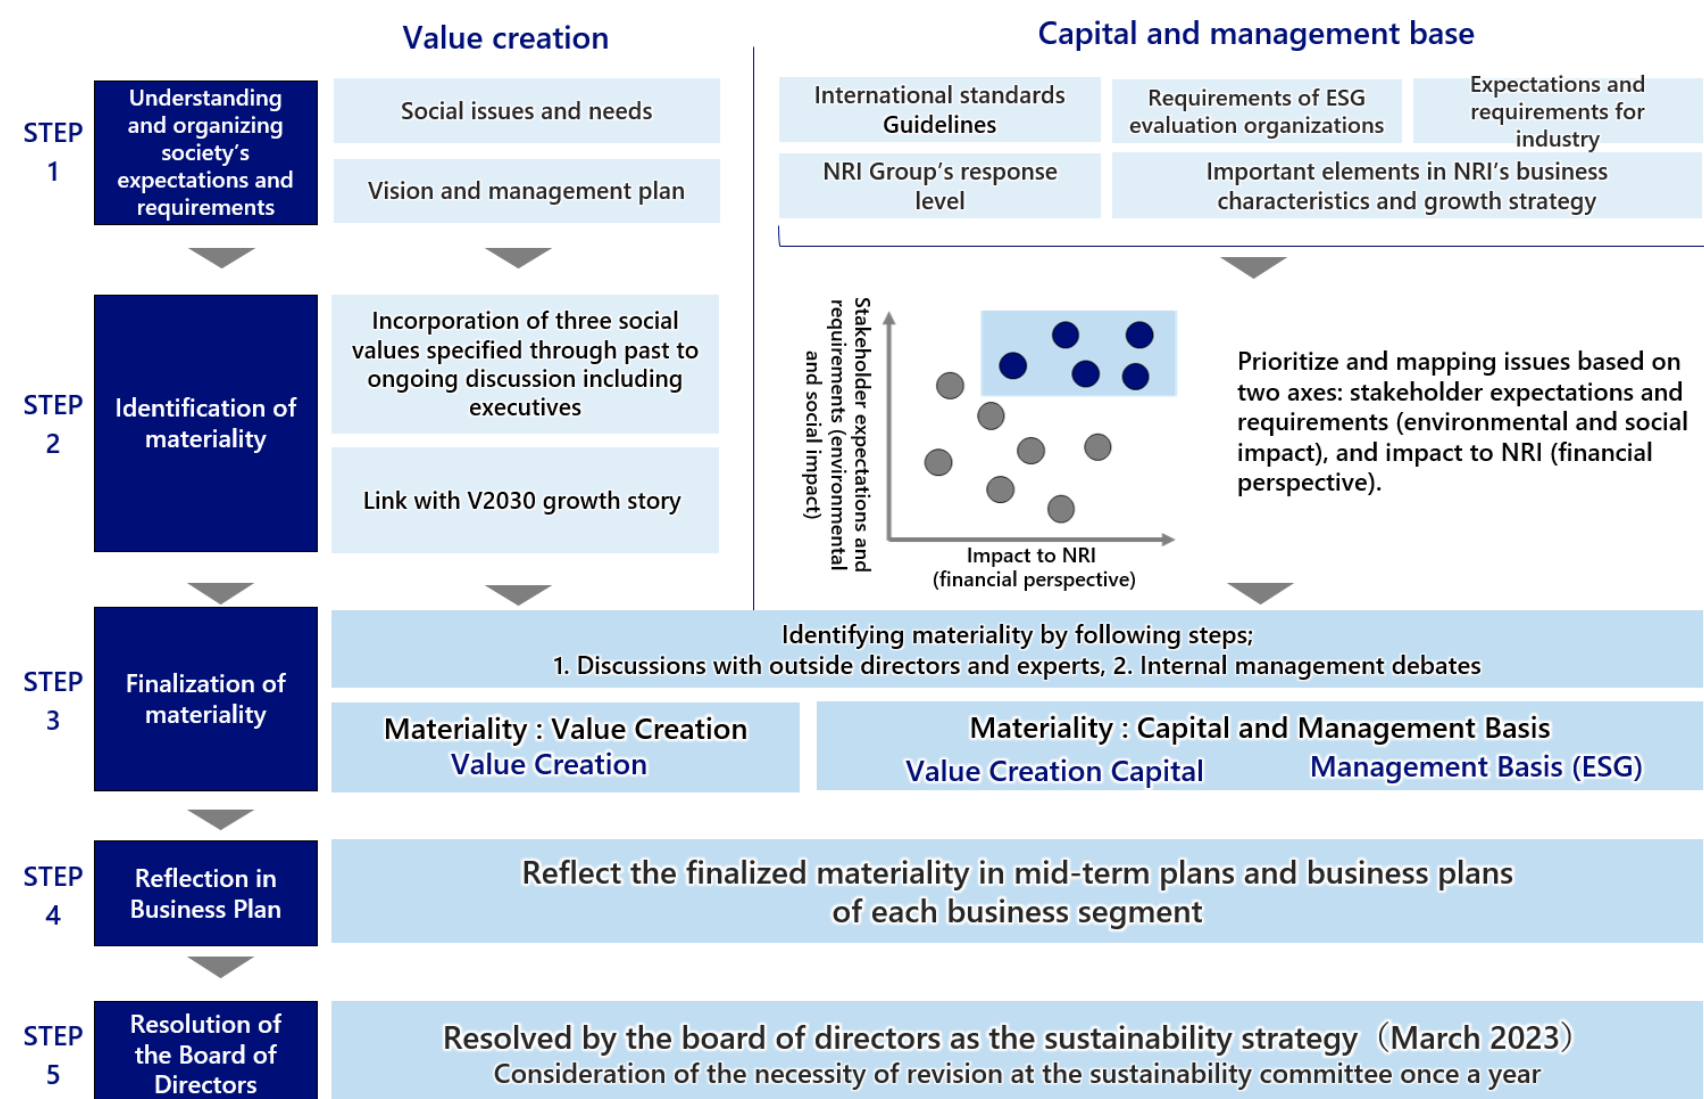 Value creation
Capital and management base
STEP
1
Understanding
and organizing
society’s
expectations and
requirements
Social issues and needs
Vision and management plan
International standards
Guidelines
Requirements of ESG
evaluation organizations
Expectations and
requirements for
industry
NRI Group’s response
level
Important elements in NRI’s business
characteristics and growth strategy
STEP
2
Identification of
materiality
Incorporation of three social
values specified through past to
ongoing discussion including
executives
Link with V2030 growth story
Stakeholder expectations and
requirements (environmental
and social impact)
Impact to NRI
(financial perspective)
Prioritize and mapping issues based on
two axes: stakeholder expectations and
requirements (environmental and social
impact), and impact to NRI (financial
perspective).
STEP
3
Finalization of
materiality
Identifying materiality by following steps;
1. Discussions with outside directors and experts, 2. Internal management debates
Materiality : Value Creation
Value Creation
Materiality : Capital and Management Basis
Value Creation Capital
Management Basis (ESG)
STEP
4
Reflection in
Business Plan
Reflect the finalized materiality in mid-term plans and business plans
of each business segment
STEP
5
Resolution of
the Board of
Directors
Resolved by the board of directors as the sustainability strategy（March 2023）
Consideration of the necessity of revision at the sustainability committee once a year